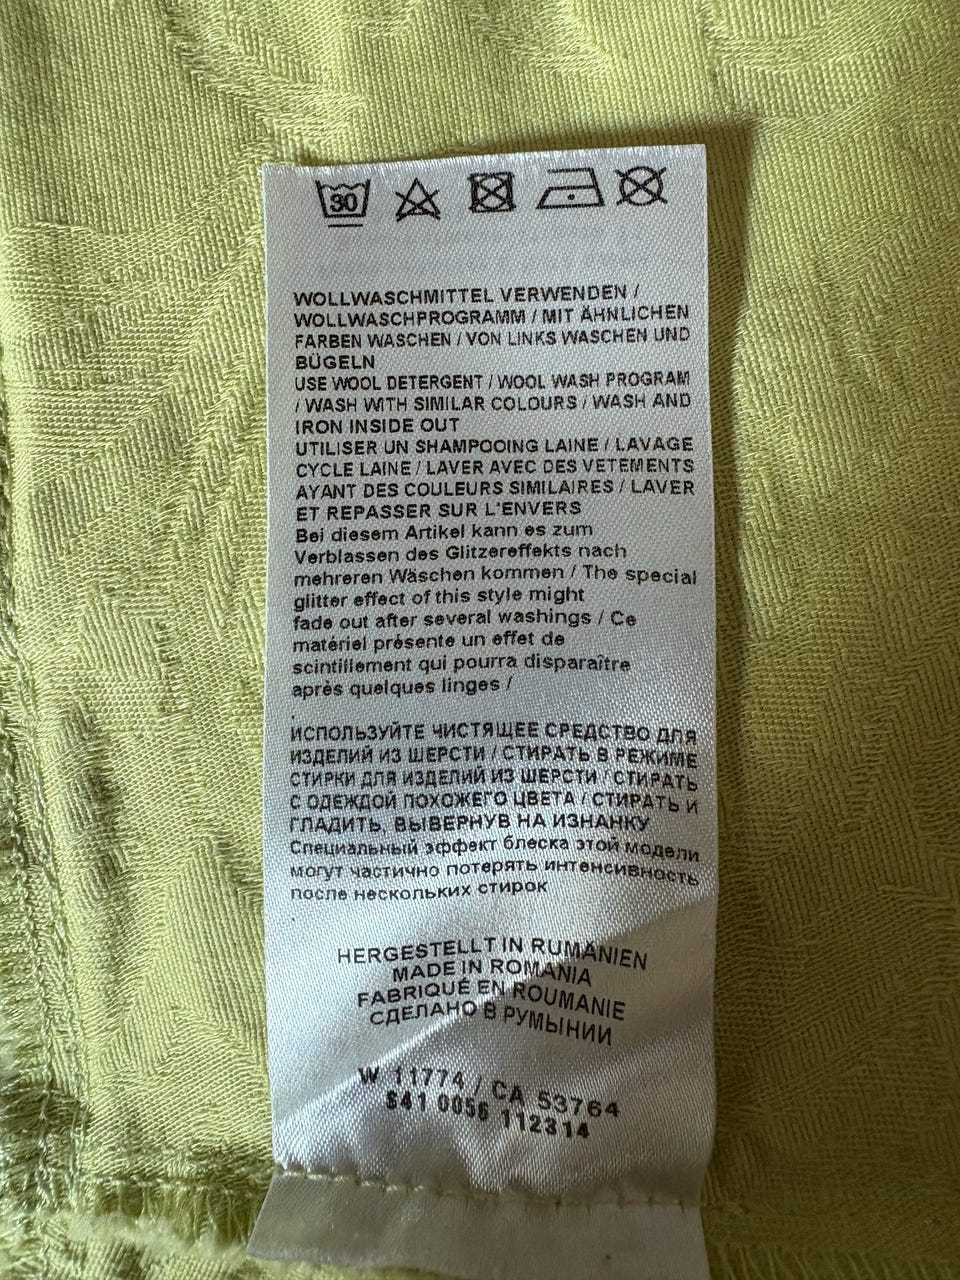 30
WOLLWASCHMITTEL VERWENDEN /
WOLLWASCHPROGRAMM / MIT ÄHNLICHEN
FARBEN WASCHEN / VON LINKS WASCHEN UND
BÜGELN
USE WOOL DETERGENT / WOOL WASH PROGRAM
/ WASH WITH SIMILAR COLOURS / WASH AND
IRON INSIDE OUT
UTILISER UN SHAMPOOING LAINE / LAVAGE
CYCLE LAINE / LAVER AVEC DES VETEMENTS
AYANT DES COULEURS SIMILAIRES / LAVER
ET REPASSER SUR L'ENVERS
Bei diesem Artikel kann es zum
Verblassen des Glitzereffekts nach
mehreren Wäschen kommen / The special
glitter effect of this style might
fade out after several washings / Ce
matériel présente un effet de
scintillement qui pourra disparaître
après quelques linges /
.
ИСПОЛЬЗУЙТЕ ЧИСТЯЩЕЕ СРЕДСТВО ДЛЯ
ИЗДЕЛИЙ ИЗ ШЕРСТИ / СТИРАТЬ В РЕЖИМЕ
СТИРКИ ДЛЯ ИЗДЕЛИЙ ИЗ ШЕРСТИ / СТИРАТЬ
С ОДЕЖДОЙ ПОХОЖЕГО ЦВЕТА / СТИРАТЬ И
ГЛАДИТЬ, ВЫВЕРНУВ НА ИЗНАНКУ
Специальный эффект блеска этой модели
могут частично потерять интенсивность
после нескольких стирок
HERGESTELLT IN RUMÄNIEN
MADE IN ROMANIA
FABRIQUÉ EN ROUMANIE
СДЕЛАНО В РУМЫНИИ
W 11774 / CA 53764
S41 0056 112314